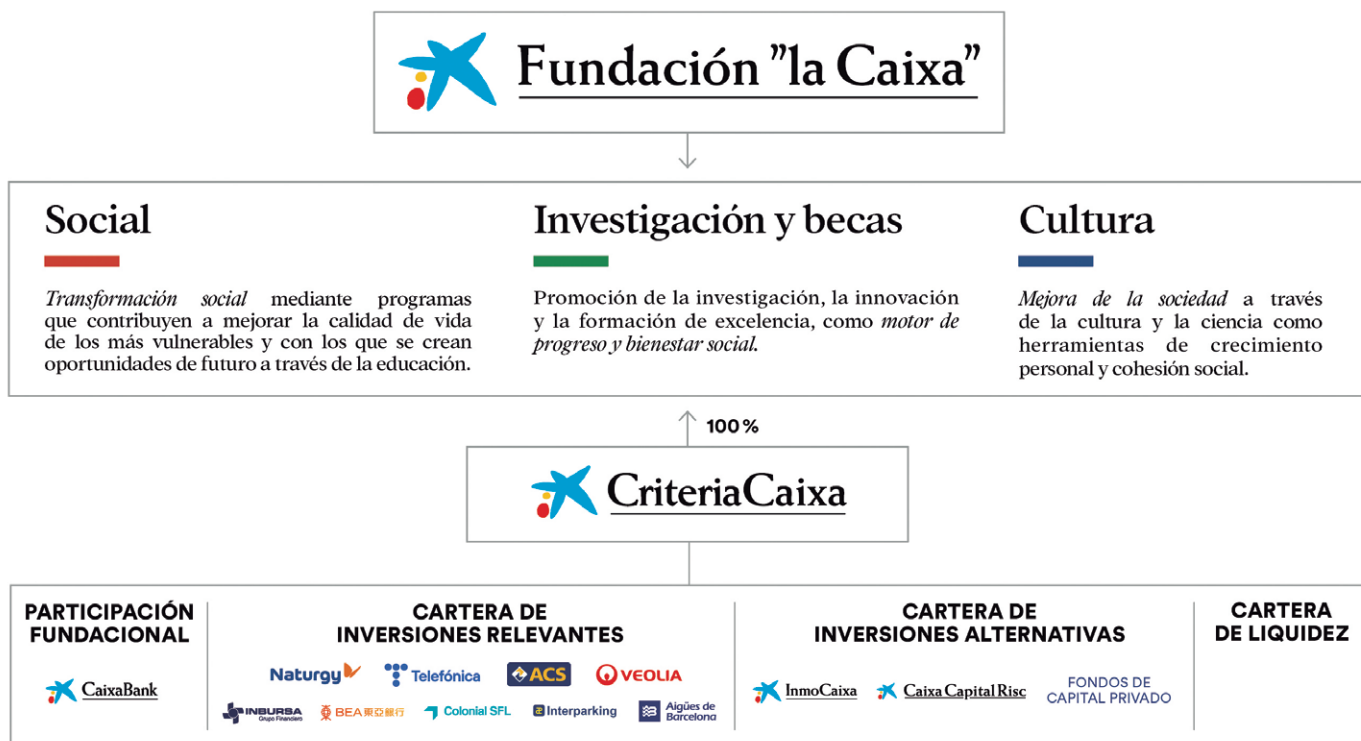 Fundación "la Caixa"
Social
Transformación social mediante programas
que contribuyen a mejorar la calidad de vida
de los más vulnerables y con los que se crean
oportunidades de futuro a través de la educación.
Investigación y becas
Promoción de la investigación, la innovación
y la formación de excelencia, como motor de
progreso y bienestar social.
Cultura
Mejora de la sociedad a través
de la cultura y la ciencia como
herramientas de crecimiento
personal y cohesión social.
100 %
CriteriaCaixa
PARTICIPACIÓN
FUNDACIONAL
CaixaBank
CARTERA DE
INVERSIONES RELEVANTES
Naturgy
Telefónica
ACS
VEOLIA
INBURSA
Grupo Financiero
BEA東亞銀行
Colonial SFL
Interparking
Aigües de
Barcelona
CARTERA DE
INVERSIONES ALTERNATIVAS
InmoCaixa
Caixa Capital Risc
FONDOS DE
CAPITAL PRIVADO
CARTERA
DE LIQUIDEZ